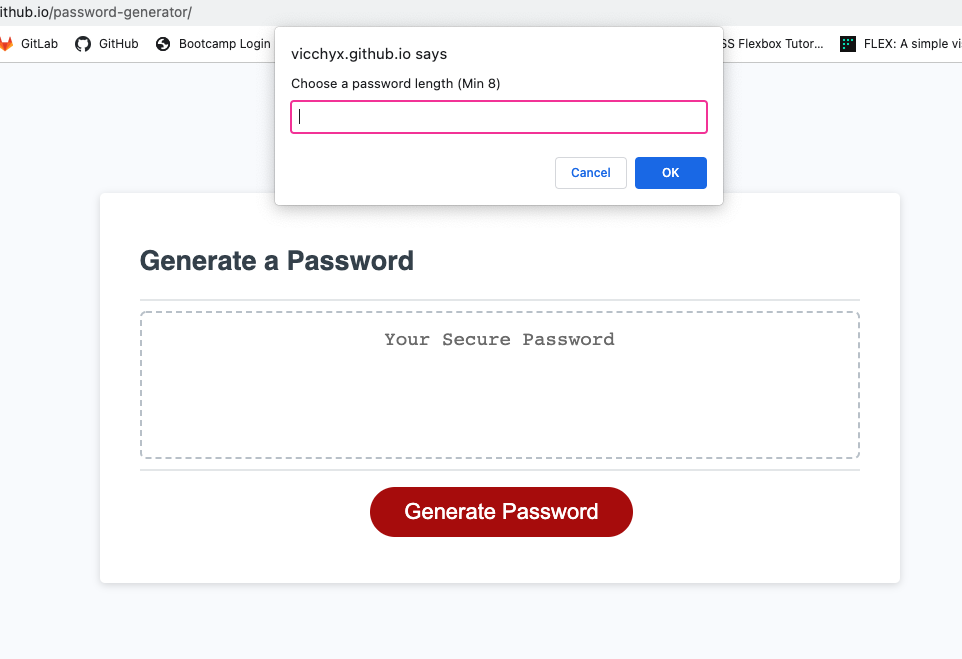 ithub.io/password-generator/
GitLab GitHub Bootcamp Login SS Flexbox Tutor... FLEX: A simple vi
vicchyx.github.io says
Choose a password length (Min 8)
Cancel OK
Generate a Password
Your Secure Password
Generate Password